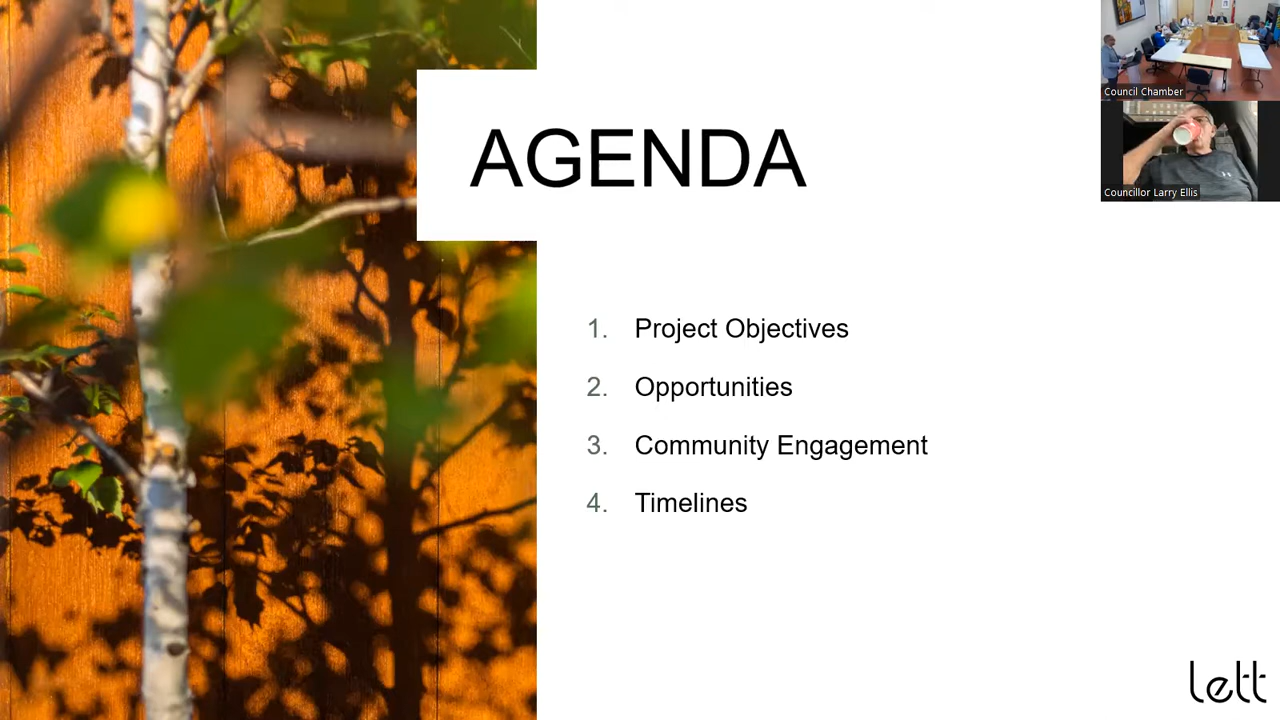 AGENDA
1. Project Objectives
2. Opportunities
3. Community Engagement
4. Timelines
Council Chamber
Councillor Larry Ellis
lett